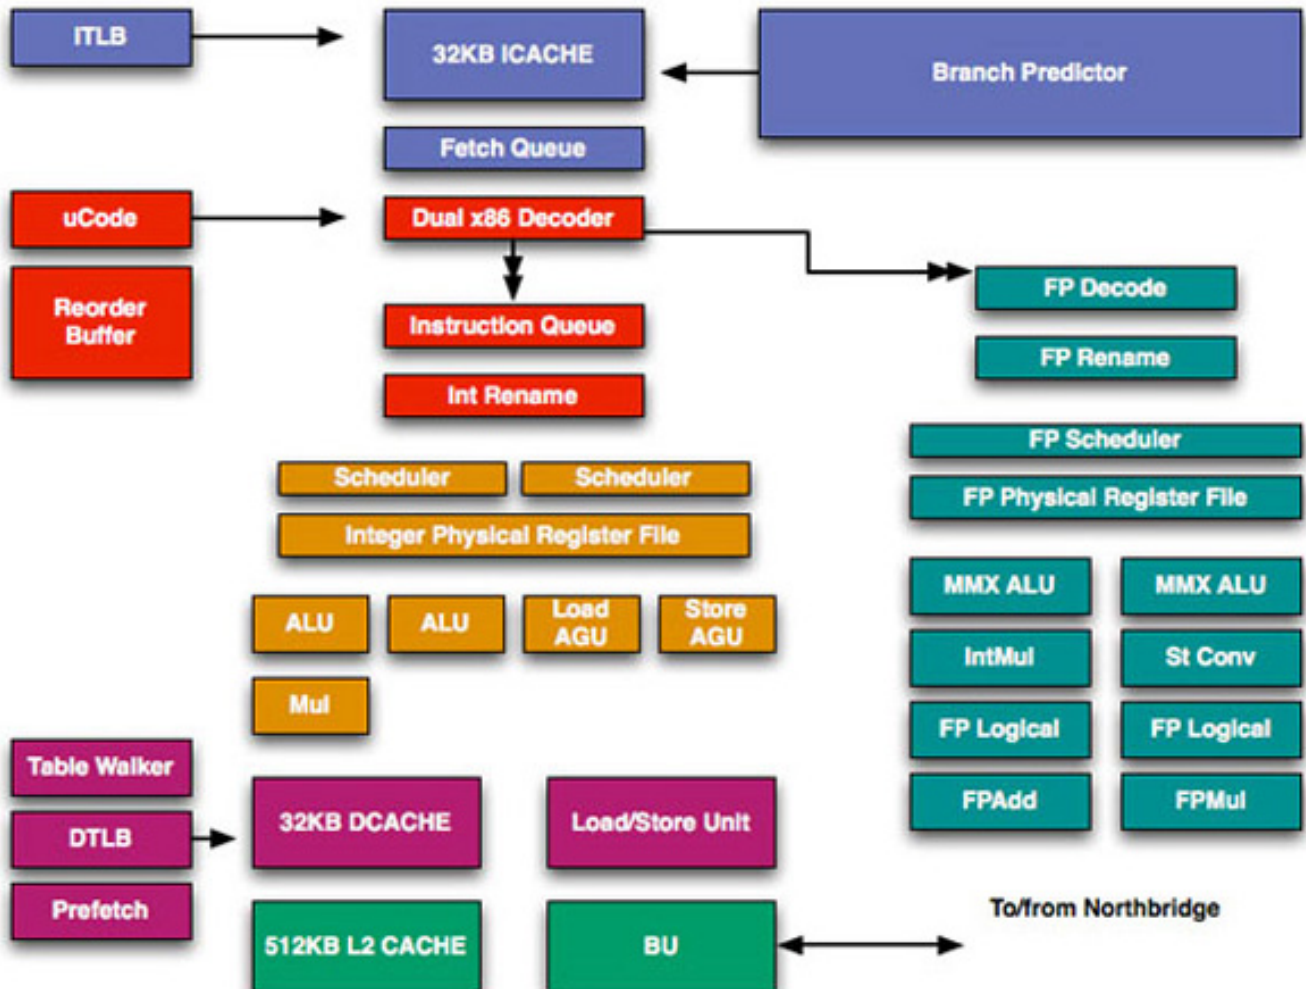 ITLB
32KB ICACHE
Branch Predictor
Fetch Queue
uCode
Dual x86 Decoder
Reorder
Buffer
FP Decode
Instruction Queue
FP Rename
Int Rename
FP Scheduler
Scheduler
Scheduler
FP Physical Register File
Integer Physical Register File
MMX ALU
MMX ALU
ALU
ALU
Load
AGU
Store
AGU
IntMul
St Conv
Mul
FP Logical
FP Logical
Table Walker
32KB DCACHE
Load/Store Unit
FPAdd
FPMul
DTLB
Prefetch
To/from Northbridge
512KB L2 CACHE
BU